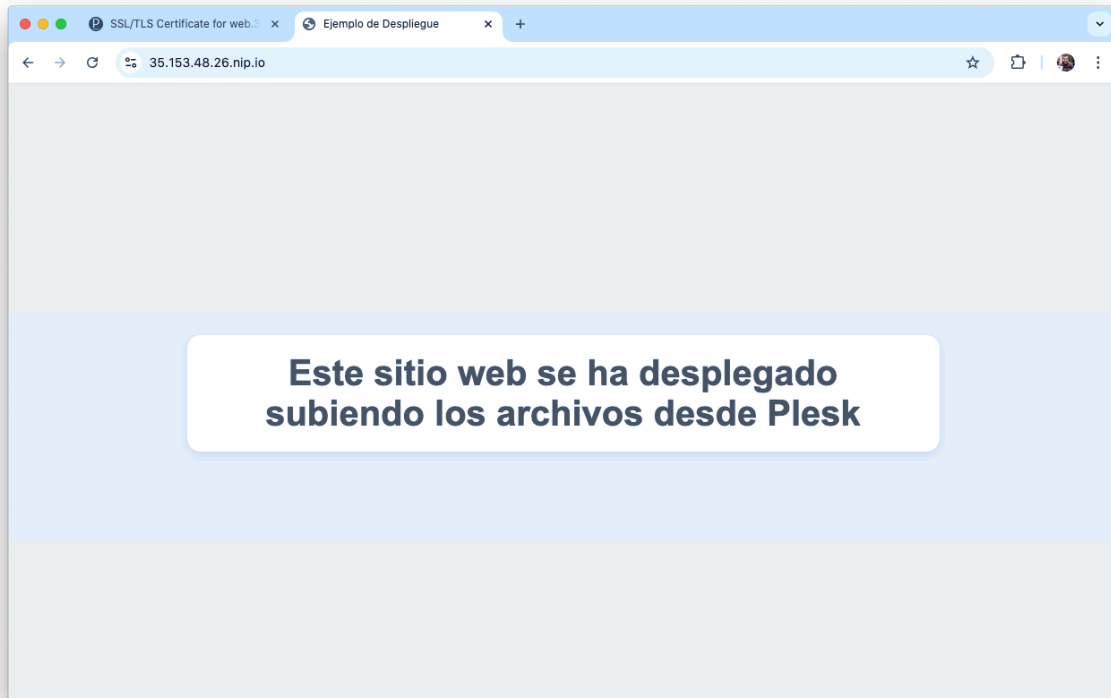 SSL/TLS Certificate for web.
Ejemplo de Despliegue
35.153.48.26.nip.io
Este sitio web se ha desplegado
subiendo los archivos desde Plesk